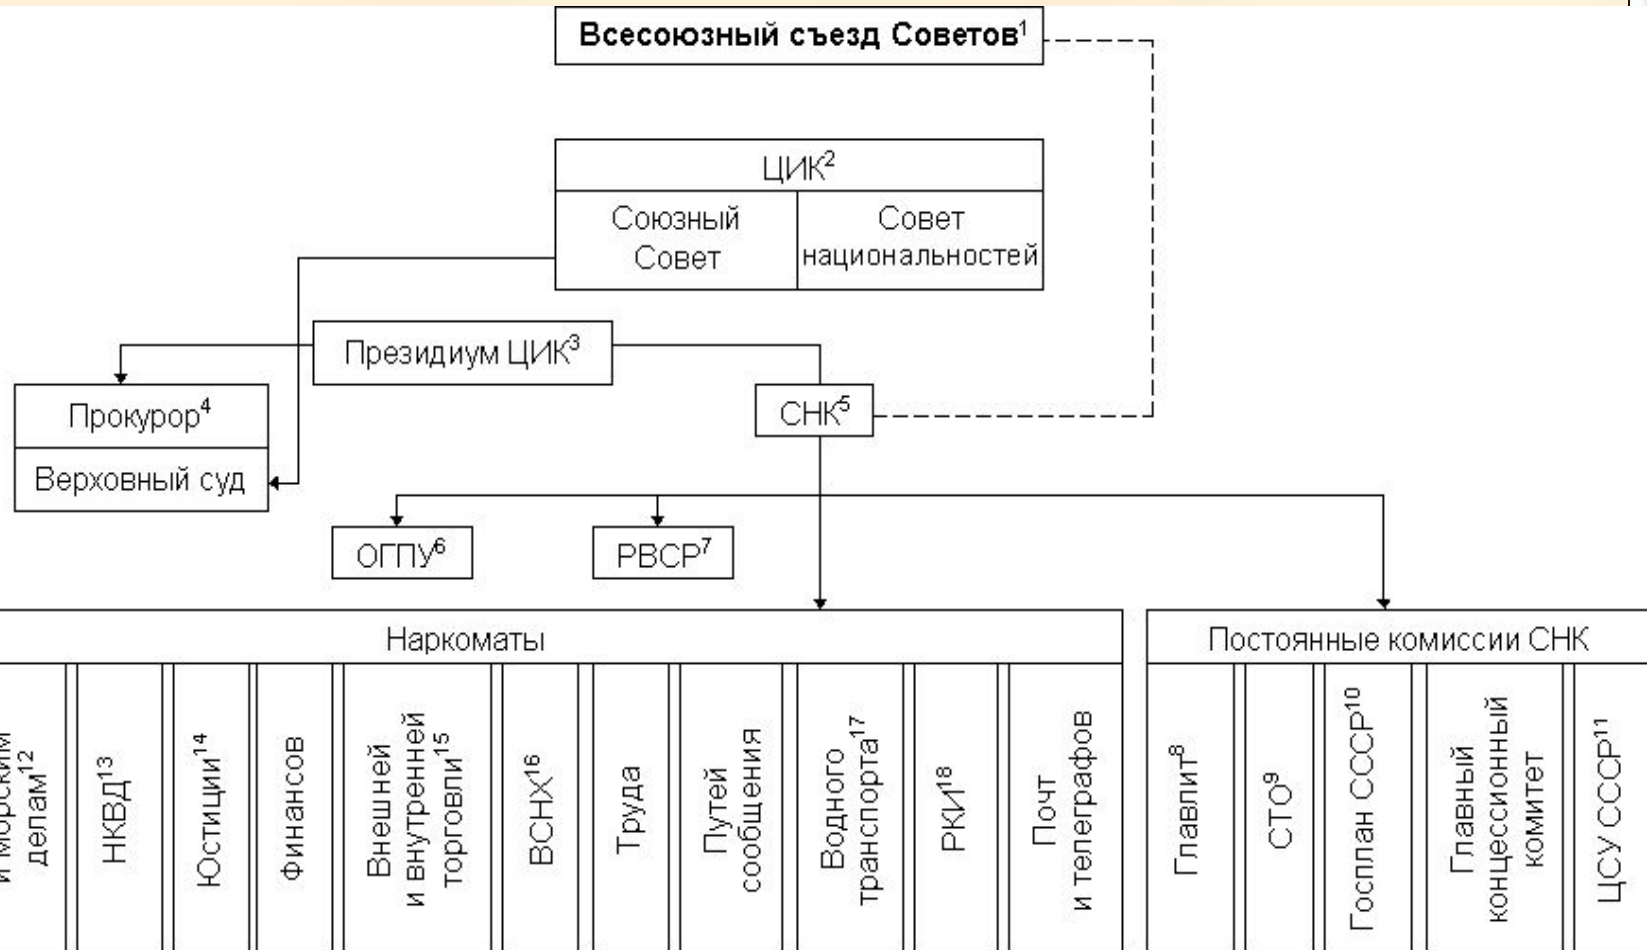 Всесоюзный съезд Советов¹
ЦИК²
Союзный
Совет
Совет
национальностей
Президиум ЦИК³
Прокурор⁴
Верховный суд
СНК⁵
ОГПУ⁶
РВСР⁷
Наркоматы
делам¹²
НКВД¹³
Юстиции¹⁴
Финансов
Внешней
и внутренней
торговли¹⁵
ВСНХ¹⁶
Труда
Путей
сообщения
Водного
транспорта¹⁷
РКИ¹⁸
Почт
и телеграфов
Постоянные комиссии СНК
Главлит⁸
СТО⁹
Госплан СССР¹⁰
Главный
концессионный
комитет
ЦСУ СССР¹¹